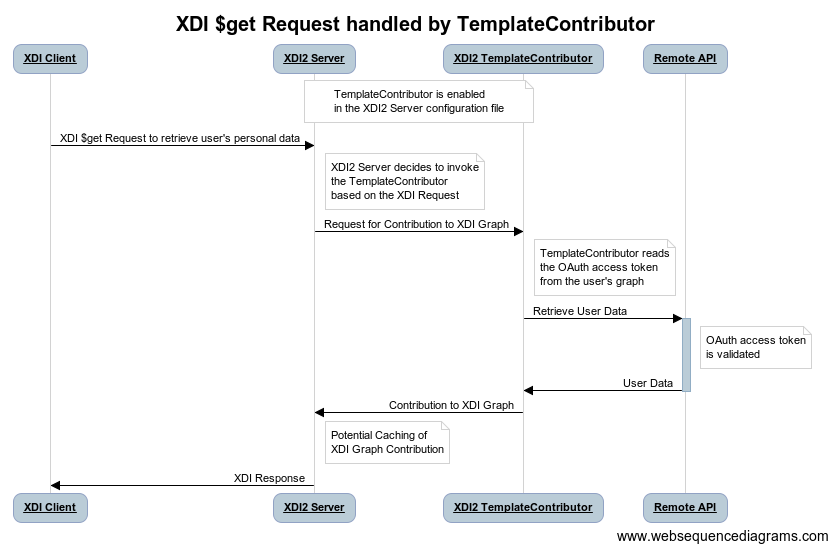 XDI $get Request handled by TemplateContributor
XDI Client
XDI2 Server
XDI2 TemplateContributor
Remote API
TemplateContributor is enabled
in the XDI2 Server configuration file
XDI $get Request to retrieve user's personal data
XDI2 Server decides to invoke
the TemplateContributor
based on the XDI Request
Request for Contribution to XDI Graph
TemplateContributor reads
the OAuth access token
from the user's graph
Retrieve User Data
OAuth access token
is validated
User Data
Contribution to XDI Graph
Potential Caching of
XDI Graph Contribution
XDI Response
XDI Client
XDI2 Server
XDI2 TemplateContributor
Remote API
www.websequencediagrams.com